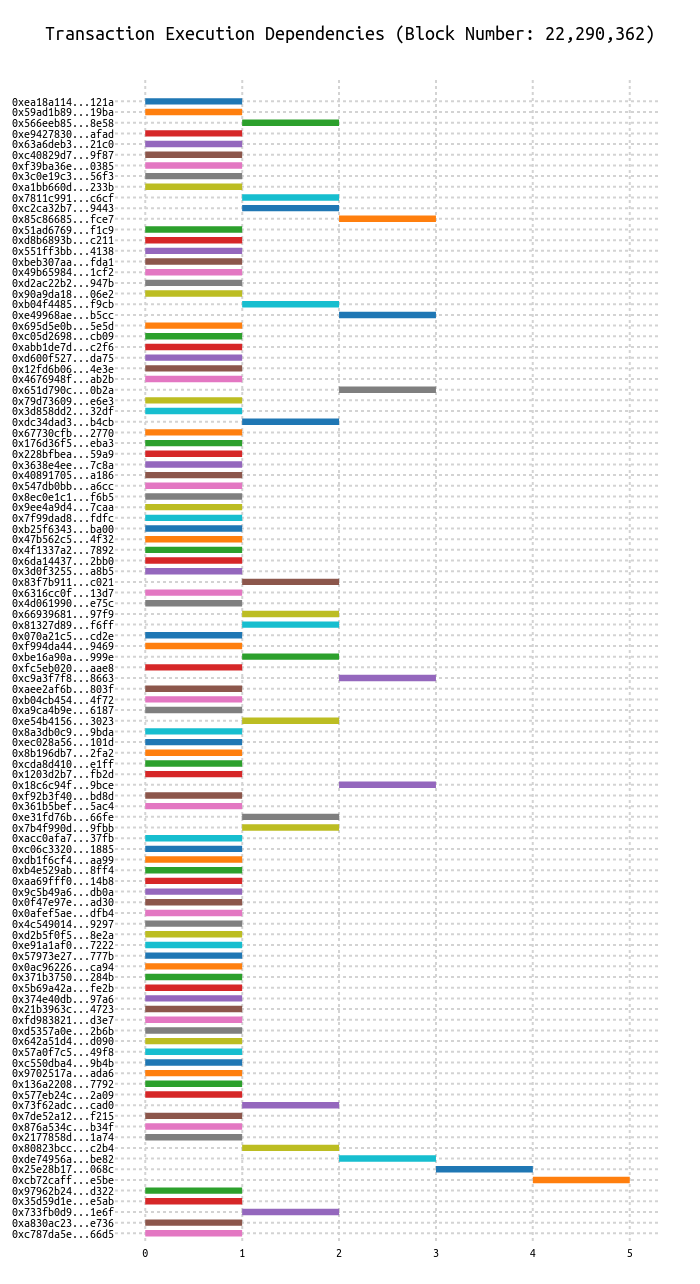 Transaction Execution Dependencies (Block Number: 22,290,362)
0xea18a114...121a
0x59ad1b89...19ba
0x566eeb85...8e58
0xe9427830...afad
0x63a6deb3...21c0
0xc40829d7...9f87
0xf39ba36e...0385
0x3c0e19c3...56f3
0xa1bb660d...233b
0x7811c991...c6cf
0xc2ca32b7...9443
0x85c86685...fce7
0x51ad6769...f1c9
0xd8b6893b...c211
0x551ff3bb...4138
0xbeb307aa...fda1
0x49b65984...1cf2
0xd2ac22b2...947b
0x90a9da18...06e2
0xb04f4485...f9cb
0xe49968ae...b5cc
0x695d5e0b...5e5d
0xc05d2698...cb09
0xabb1de7d...c2f6
0xd600f527...da75
0x12fd6b06...4e3e
0x4676948f...ab2b
0x651d790c...0b2a
0x79d73609...e6e3
0x3d858dd2...32df
0xdc34dad3...b4cb
0x67730cfb...2770
0x176d36f5...eba3
0x228bfbea...59a9
0x3638e4ee...7c8a
0x40891705...a186
0x547db0bb...a6cc
0x8ec0e1c1...f6b5
0x9ee4a9d4...7caa
0x7f99dad8...fdfc
0xb25f6343...ba00
0x47b562c5...4f32
0x4f1337a2...7892
0x6da14437...2bb0
0x3d0f3255...a8b5
0x83f7b911...c021
0x6316cc0f...13d7
0x4d061990...e75c
0x66939681...97f9
0x81327d89...f6ff
0x070a21c5...cd2e
0xf994da44...9469
0xbe16a90a...999e
0xfc5eb020...aae8
0xc9a3f7f8...8663
0xaee2af6b...803f
0xb04cb454...4f72
0xa9ca4b9e...6187
0xe54b4156...3023
0x8a3db0c9...9bda
0xec028a56...101d
0x8b196db7...2fa2
0xcda8d410...e1ff
0x1203d2b7...fb2d
0x18c6c94f...9bce
0xf92b3f40...bd8d
0x361b5bef...5ac4
0xe31fd76b...66fe
0x7b4f990d...9fbb
0xacc0afa7...37fb
0xc06c3320...1885
0xdb1f6cf4...aa99
0xb4e529ab...8ff4
0xaa69fff0...14b8
0x9c5b49a6...db0a
0x0f47e97e...ad30
0x0afef5ae...dfb4
0x4c549014...9297
0xd2b5f0f5...8e2a
0xe91a1af0...7222
0x57973e27...777b
0x0ac96226...ca94
0x371b3750...284b
0x5b69a42a...fe2b
0x374e40db...97a6
0x21b3963c...4723
0xfd983821...d3e7
0xd5357a0e...2b6b
0x642a51d4...d090
0x57a0f7c5...49f8
0xc550dba4...9b4b
0x9702517a...ada6
0x136a2208...7792
0x577eb24c...2a09
0x73f62adc...cad0
0x7de52a12...f215
0x876a534c...b34f
0x2177858d...1a74
0x80823bcc...c2b4
0xde74956a...be82
0x25e28b17...068c
0xcb72caff...e5be
0x97962b24...d322
0x35d59d1e...e5ab
0x733fb0d9...1e6f
0xa830ac23...e736
0xc787da5e...66d5
0 1 2 3 4 5